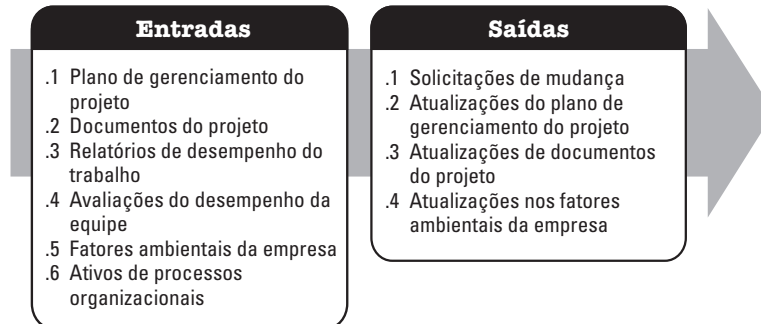 Entradas
.1 Plano de gerenciamento do
projeto
.2 Documentos do projeto
.3 Relatórios de desempenho do
trabalho
.4 Avaliações do desempenho da
equipe
.5 Fatores ambientais da empresa
.6 Ativos de processos
organizacionais
Saídas
.1 Solicitações de mudança
.2 Atualizações do plano de
gerenciamento do projeto
.3 Atualizações de documentos
do projeto
.4 Atualizações nos fatores
ambientais da empresa